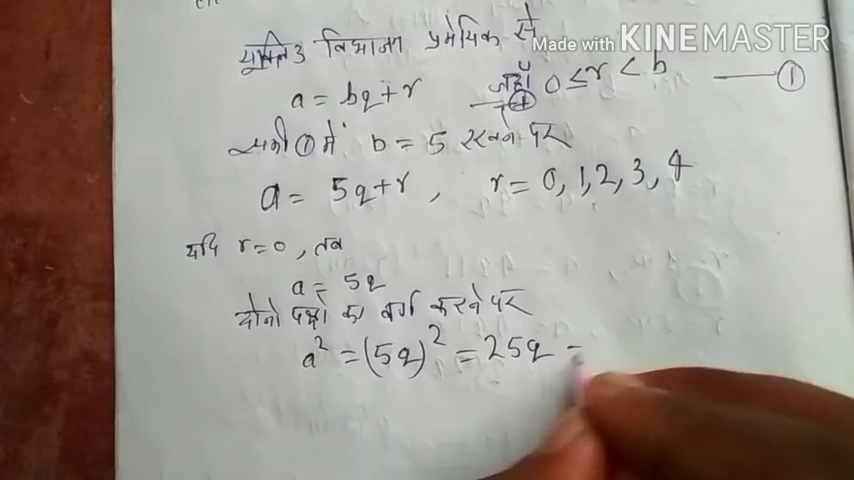 Made with KINEMASTER
विभाजन प्रमेयिक से
a = bq + r जहाँ 0 ≤ r < b —— ①
समी ① में b = 5 रखने पर
a = 5q + r , r = 0, 1, 2, 3, 4
यदि r = 0 , तब
a = 5q
दोनो पक्षो का वर्ग करने पर
a² = (5q)² = 25q =